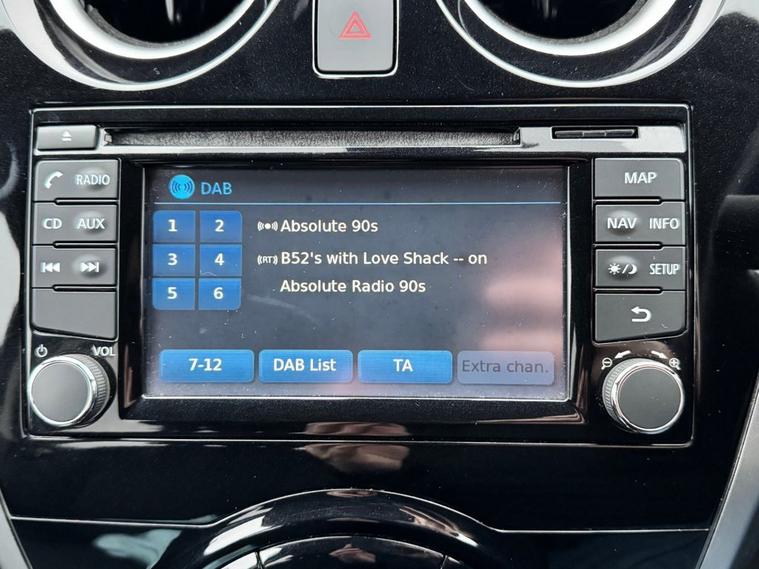 RADIO
CD AUX
VOL
DAB
1 2
3 4
5 6
Absolute 90s
(RT) B52's with Love Shack -- on
Absolute Radio 90s
7-12 DAB List TA Extra chan.
MAP
NAV INFO
SETUP